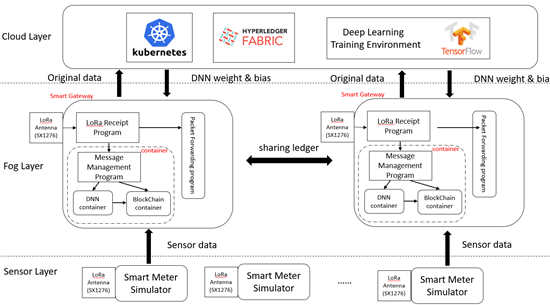 Cloud Layer
kubernetes
HYPERLEDGER
FABRIC
Deep Learning
Training Environment
TensorFlow
Original data
DNN weight & bias
Original data
DNN weight & bias
Smart Gateway
Smart Gateway
LoRa
Antenna
(SX1276)
LoRa Receipt
Program
Packet Forwarding program
container
Message
Management
Program
DNN
container
BlockChain
container
Fog Layer
sharing ledger
LoRa
Antenna
(SX1276)
LoRa Receipt
Program
Packet Forwarding program
container
Message
Management
Program
DNN
container
BlockChain
container
Sensor data
Sensor data
Sensor Layer
LoRa
Antenna
(SX1276)
Smart Meter
Simulator
LoRa
Antenna
(SX1276)
Smart Meter
Simulator
......
LoRa
Antenna
(SX1276)
Smart Meter
Simulator